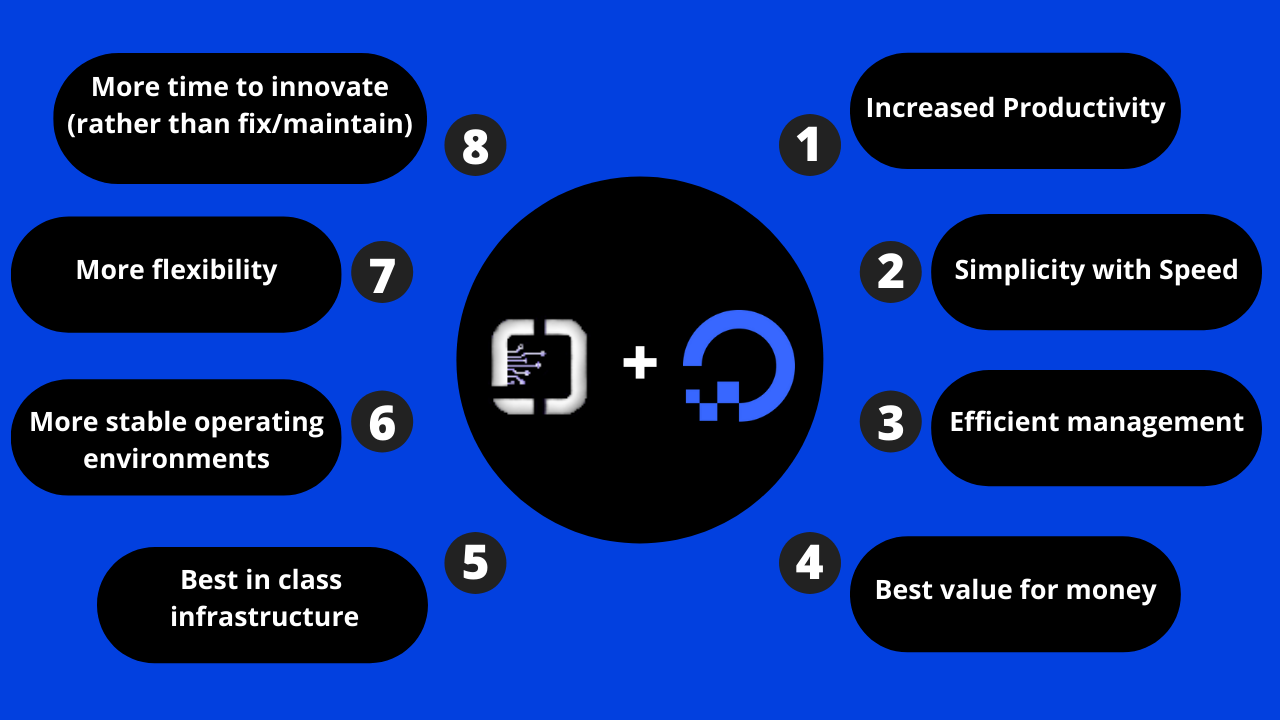 1
Increased Productivity
2
Simplicity with Speed
3
Efficient management
4
Best value for money
5
Best in class
infrastructure
6
More stable operating
environments
7
More flexibility
8
More time to innovate
(rather than fix/maintain)
+